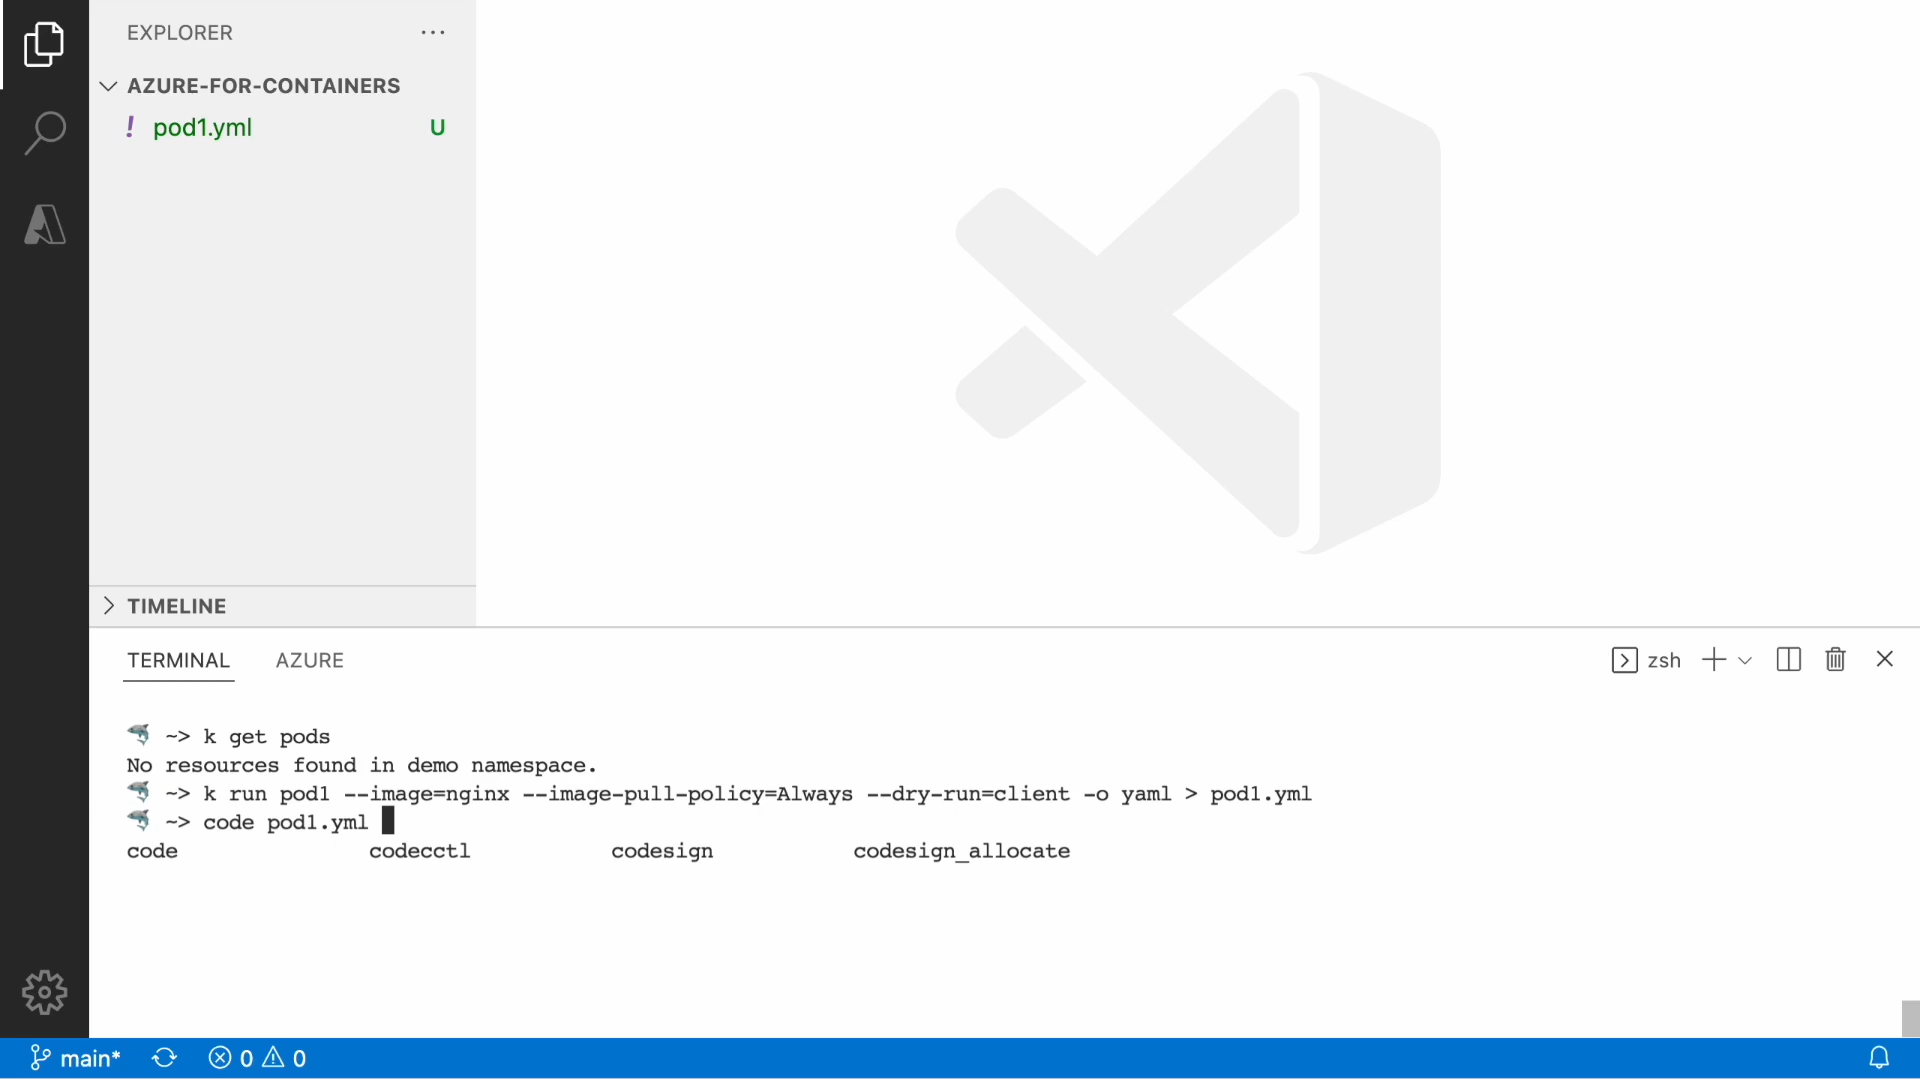 EXPLORER
AZURE-FOR-CONTAINERS
! pod1.yml U
TIMELINE
TERMINAL AZURE zsh
~> k get pods
No resources found in demo namespace.
~> k run pod1 --image=nginx --image-pull-policy=Always --dry-run=client -o yaml > pod1.yml
~> code pod1.yml
code codecctl codesign codesign_allocate
main* 0 0